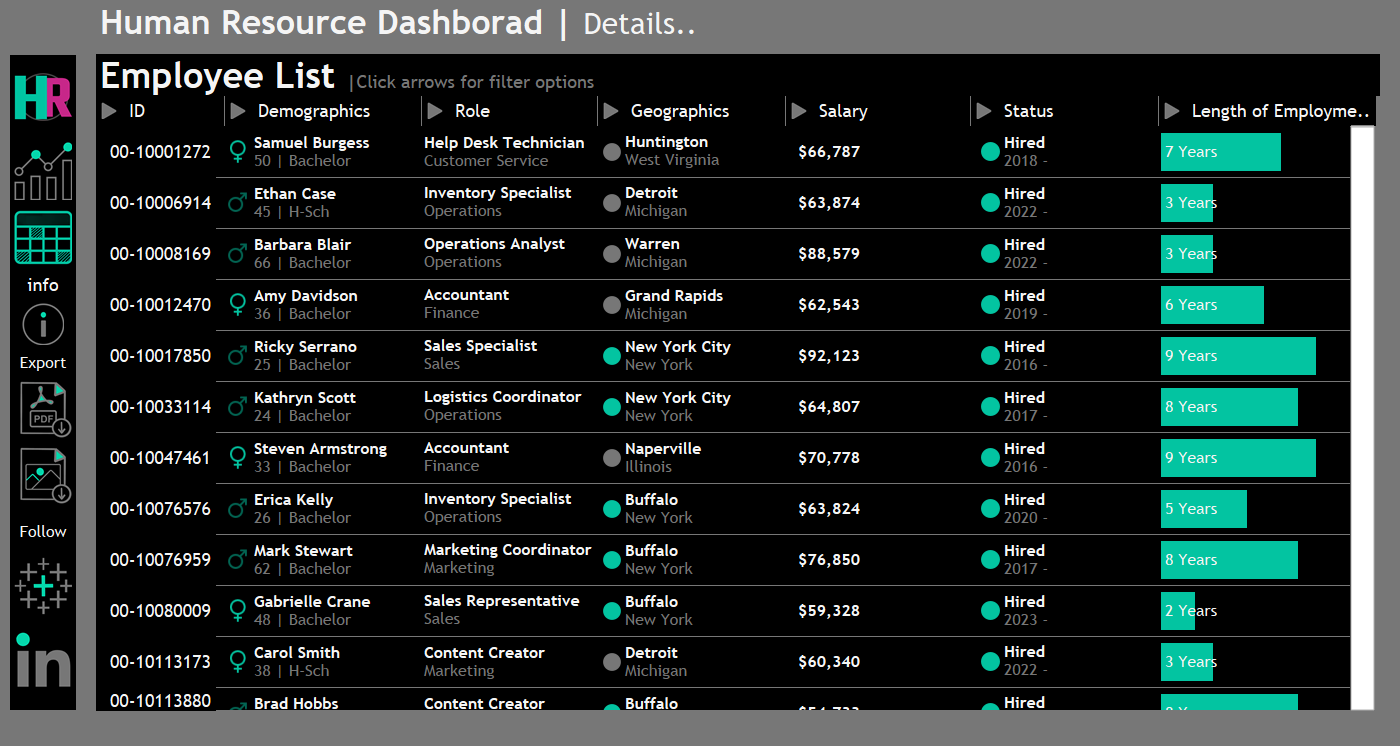 Human Resource Dashborad | Details..
Employee List |Click arrows for filter options
ID Demographics Role Geographics Salary Status Length of Employme..
00-10001272 Samuel Burgess Help Desk Technician Huntington $66,787 Hired 7 Years
50 | Bachelor Customer Service West Virginia 2018 -
00-10006914 Ethan Case Inventory Specialist Detroit $63,874 Hired 3 Years
45 | H-Sch Operations Michigan 2022 -
00-10008169 Barbara Blair Operations Analyst Warren $88,579 Hired 3 Years
66 | Bachelor Operations Michigan 2022 -
00-10012470 Amy Davidson Accountant Grand Rapids $62,543 Hired 6 Years
36 | Bachelor Finance Michigan 2019 -
00-10017850 Ricky Serrano Sales Specialist New York City $92,123 Hired 9 Years
25 | Bachelor Sales New York 2016 -
00-10033114 Kathryn Scott Logistics Coordinator New York City $64,807 Hired 8 Years
24 | Bachelor Operations New York 2017 -
00-10047461 Steven Armstrong Accountant Naperville $70,778 Hired 9 Years
33 | Bachelor Finance Illinois 2016 -
00-10076576 Erica Kelly Inventory Specialist Buffalo $63,824 Hired 5 Years
26 | Bachelor Operations New York 2020 -
00-10076959 Mark Stewart Marketing Coordinator Buffalo $76,850 Hired 8 Years
62 | Bachelor Marketing New York 2017 -
00-10080009 Gabrielle Crane Sales Representative Buffalo $59,328 Hired 2 Years
48 | Bachelor Sales New York 2023 -
00-10113173 Carol Smith Content Creator Detroit $60,340 Hired 3 Years
38 | H-Sch Marketing Michigan 2022 -
00-10113880 Brad Hobbs Content Creator Buffalo Hired
HR
info
i
Export
PDF
Follow
in